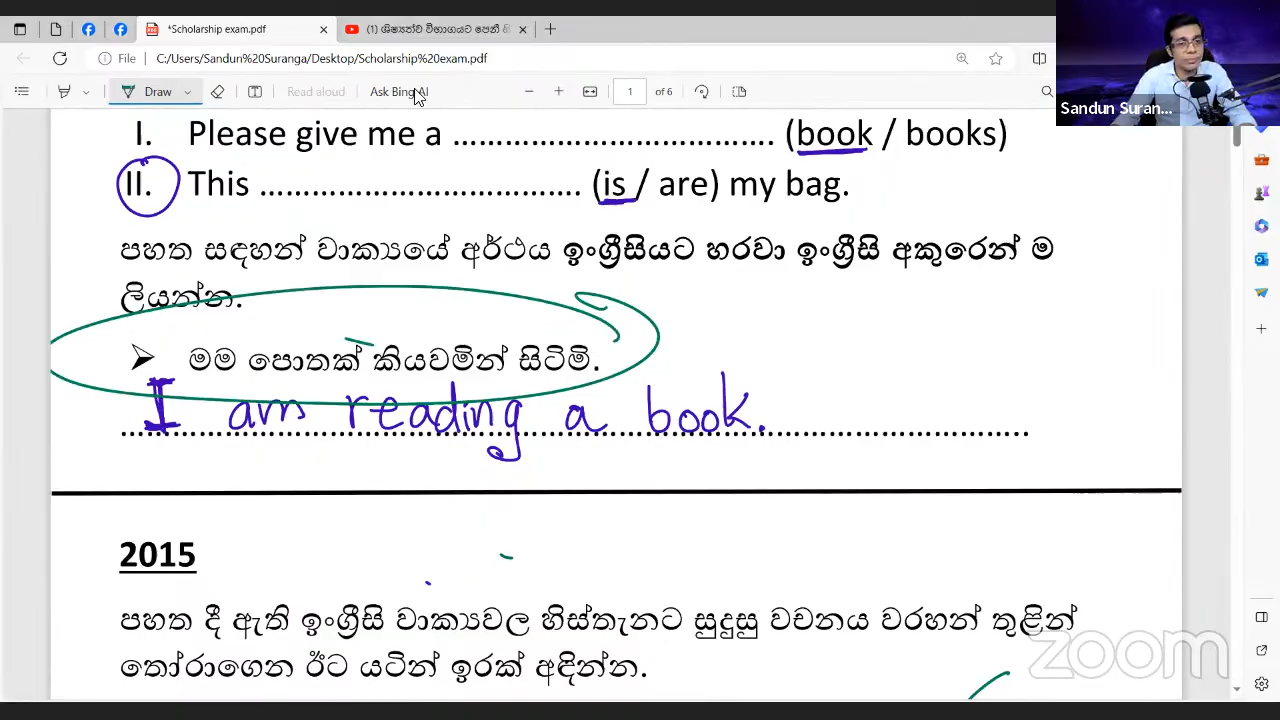 *Scholarship exam.pdf
(1) ශිෂ්‍යත්ව විභාගයට පෙනී සි
File C:/Users/Sandun%20Suranga/Desktop/Scholarship%20exam.pdf
Draw Read aloud Ask Bing AI 1 of 6
Sandun Suran...
I. Please give me a ........................................ (book / books)
II. This ........................................ (is / are) my bag.
පහත සඳහන් වාක්‍යයේ අර්ථය ඉංග්‍රීසියට හරවා ඉංග්‍රීසි අකුරෙන් ම
ලියන්න.
➢ මම පොතක් කියවමින් සිටිමි.
I am reading a book.
2015
පහත දී ඇති ඉංග්‍රීසි වාක්‍යවල හිස්තැනට සුදුසු වචනය වරහන් තුළින්
තෝරාගෙන ඊට යටින් ඉරක් අඳින්න.
zoom